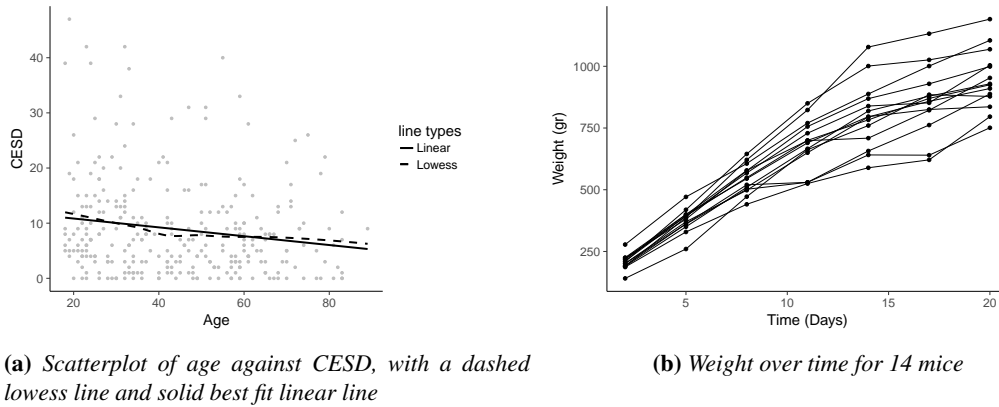 CESD
40
30
20
10
0
20 40 60 80
Age
line types
Linear
Lowess
Weight (gr)
1000
750
500
250
5 10 15 20
Time (Days)
(a) Scatterplot of age against CESD, with a dashed
lowess line and solid best fit linear line
(b) Weight over time for 14 mice